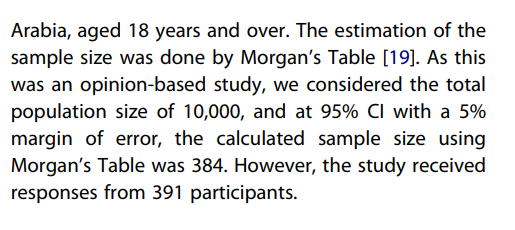 Arabia, aged 18 years and over. The estimation of the
sample size was done by Morgan’s Table [19]. As this
was an opinion-based study, we considered the total
population size of 10,000, and at 95% CI with a 5%
margin of error, the calculated sample size using
Morgan’s Table was 384. However, the study received
responses from 391 participants.